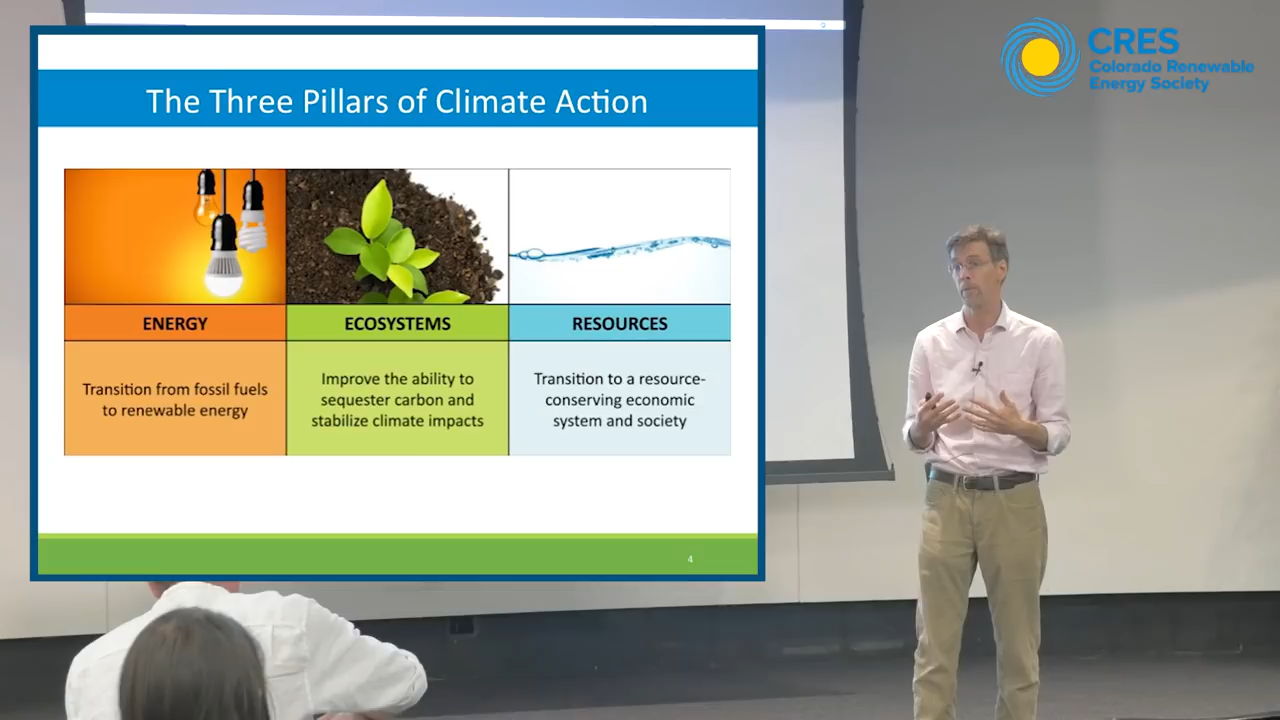 CRES
Colorado Renewable
Energy Society
The Three Pillars of Climate Action
ENERGY
Transition from fossil fuels
to renewable energy
ECOSYSTEMS
Improve the ability to
sequester carbon and
stabilize climate impacts
RESOURCES
Transition to a resource-
conserving economic
system and society
4